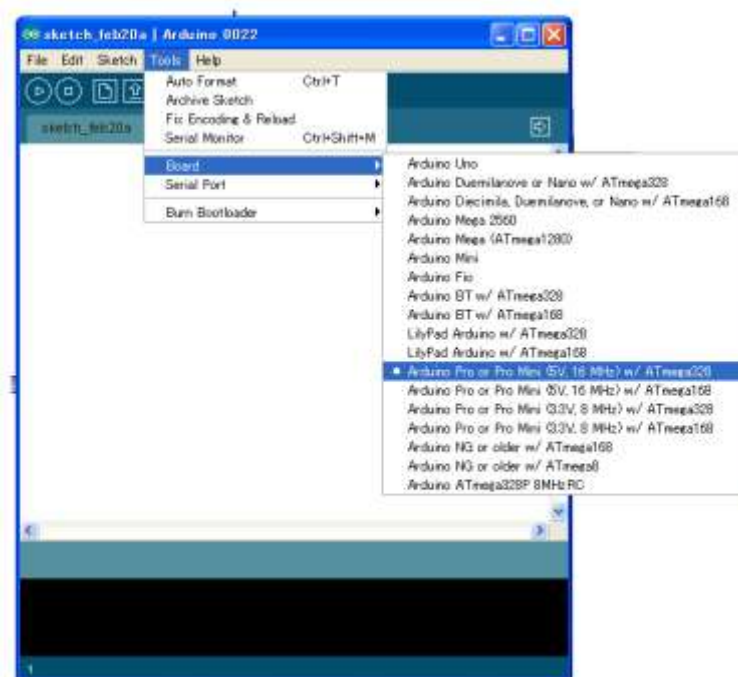 sketch_feb20a | Arduino 0022
File Edit Sketch Tools Help
Auto Format Ctrl+T
Archive Sketch
Fix Encoding & Reload
Serial Monitor Ctrl+Shift+M
sketch_feb20a
Board
Serial Port
Burn Bootloader
Arduino Uno
Arduino Duemilanove or Nano w/ ATmega328
Arduino Diecimila, Duemilanove, or Nano w/ ATmega168
Arduino Mega 2560
Arduino Mega (ATmega1280)
Arduino Mini
Arduino Fio
Arduino BT w/ ATmega328
Arduino BT w/ ATmega168
LilyPad Arduino w/ ATmega328
LilyPad Arduino w/ ATmega168
Arduino Pro or Pro Mini (5V, 16 MHz) w/ ATmega328
Arduino Pro or Pro Mini (5V, 16 MHz) w/ ATmega168
Arduino Pro or Pro Mini (3.3V, 8 MHz) w/ ATmega328
Arduino Pro or Pro Mini (3.3V, 8 MHz) w/ ATmega168
Arduino NG or older w/ ATmega168
Arduino NG or older w/ ATmega8
Arduino ATmega328P 8MHz RC
1